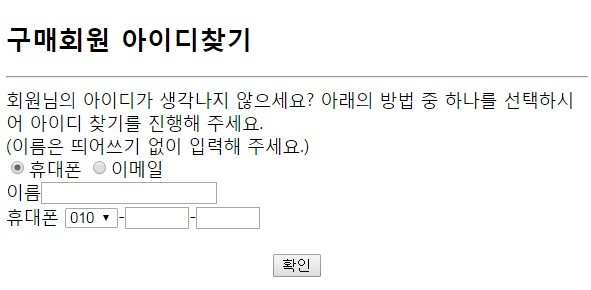 구매회원 아이디찾기
회원님의 아이디가 생각나지 않으세요? 아래의 방법 중 하나를 선택하시
어 아이디 찾기를 진행해 주세요.
(이름은 띄어쓰기 없이 입력해 주세요.)
휴대폰 이메일
이름
휴대폰 010 - -
확인